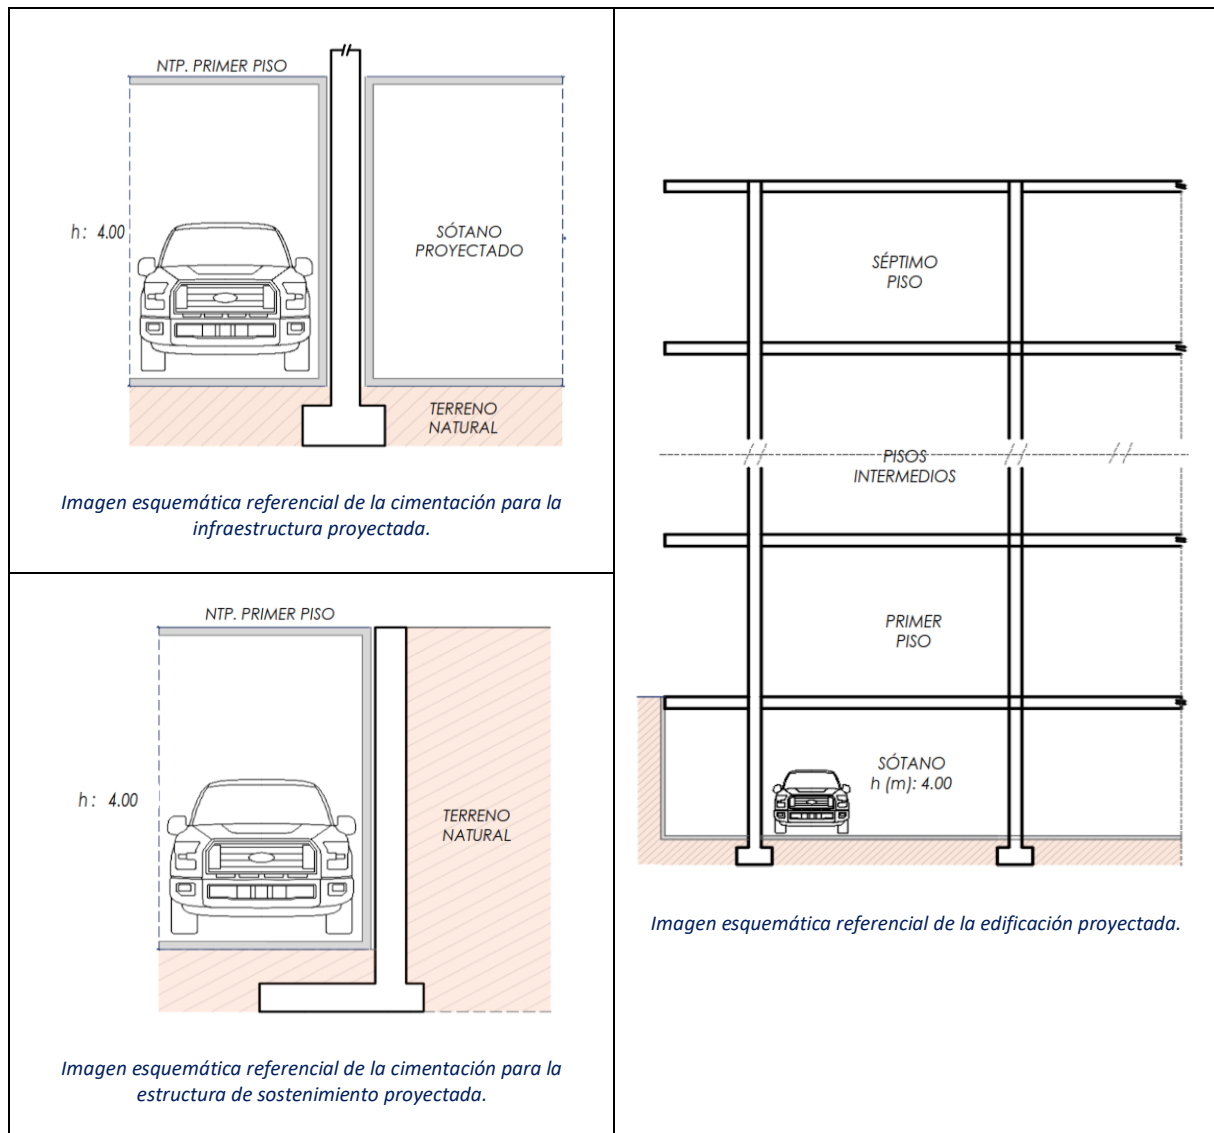 NTP. PRIMER PISO
h: 4.00
SÓTANO
PROYECTADO
TERRENO
NATURAL
Imagen esquemática referencial de la cimentación para la
infraestructura proyectada.
NTP. PRIMER PISO
h: 4.00
TERRENO
NATURAL
Imagen esquemática referencial de la cimentación para la
estructura de sostenimiento proyectada.
SÉPTIMO
PISO
PISOS
INTERMEDIOS
PRIMER
PISO
SÓTANO
h (m): 4.00
Imagen esquemática referencial de la edificación proyectada.